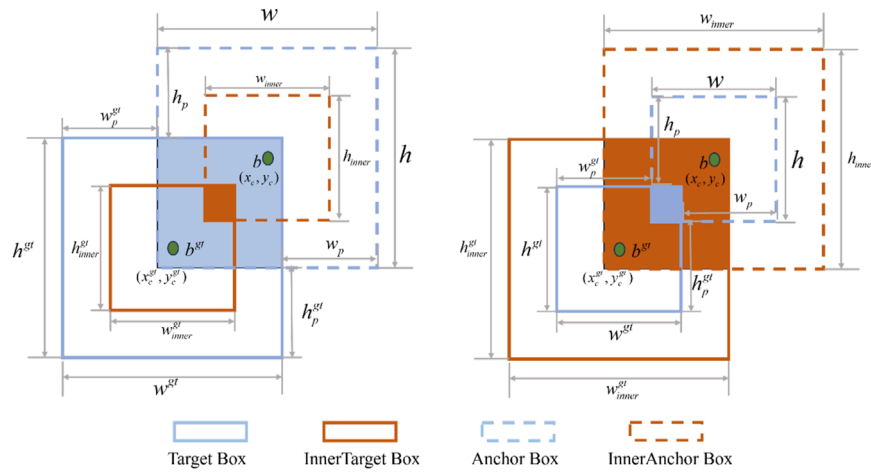 w
w_inner
h_p
w_inner
w
w_p^gt
h_p
b
(x_c, y_c)
h_inner
h
w_p^gt
b
(x_c, y_c)
h
h_inne
w_p
h^gt
h_inner^gt
b^gt
(x_c^gt, y_c^gt)
w_p
h_inner^gt
h^gt
b^gt
(x_c^gt, y_c^gt)
h_p^gt
w_inner^gt
h_p^gt
w^gt
w^gt
w_inner^gt
Target Box
InnerTarget Box
Anchor Box
InnerAnchor Box